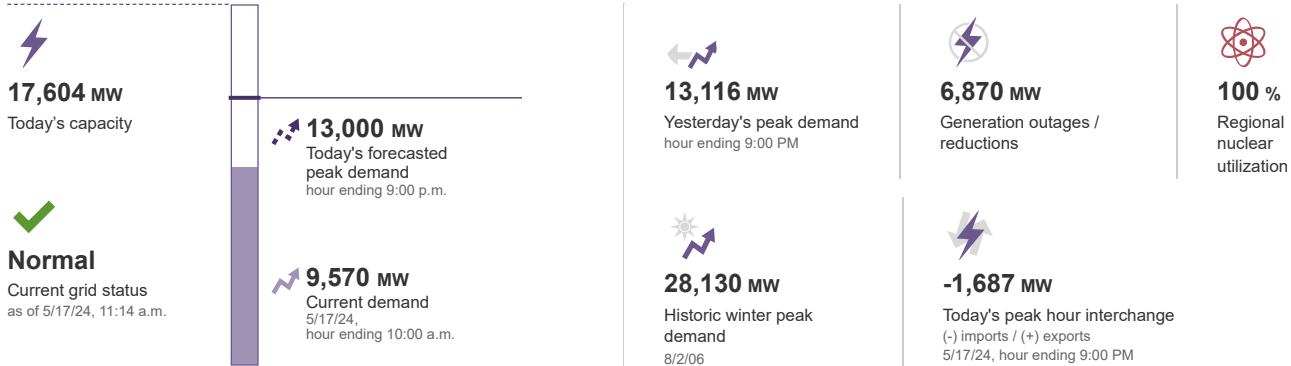 17,604 MW
Today's capacity
Normal
Current grid status
as of 5/17/24, 11:14 a.m.
13,000 MW
Today's forecasted
peak demand
hour ending 9:00 p.m.
9,570 MW
Current demand
5/17/24,
hour ending 10:00 a.m.
13,116 MW
Yesterday's peak demand
hour ending 9:00 PM
6,870 MW
Generation outages /
reductions
100 %
Regional
nuclear
utilization
28,130 MW
Historic winter peak
demand
8/2/06
-1,687 MW
Today's peak hour interchange
(-) imports / (+) exports
5/17/24, hour ending 9:00 PM